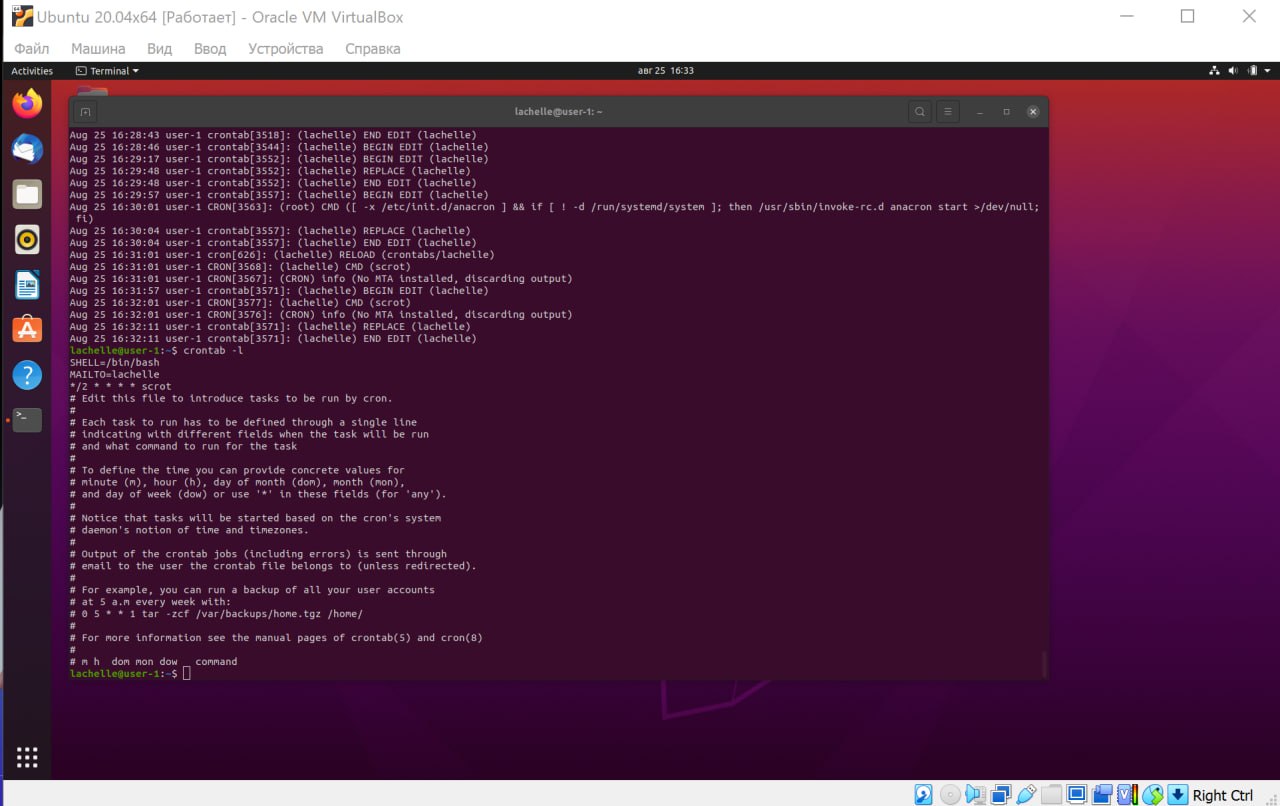 Ubuntu 20.04x64 [Работает] - Oracle VM VirtualBox
Файл Машина Вид Ввод Устройства Справка
Activities Terminal авг 25 16:33
lachelle@user-1: ~
Aug 25 16:28:43 user-1 crontab[3518]: (lachelle) END EDIT (lachelle)
Aug 25 16:28:46 user-1 crontab[3544]: (lachelle) BEGIN EDIT (lachelle)
Aug 25 16:29:17 user-1 crontab[3552]: (lachelle) BEGIN EDIT (lachelle)
Aug 25 16:29:48 user-1 crontab[3552]: (lachelle) REPLACE (lachelle)
Aug 25 16:29:48 user-1 crontab[3552]: (lachelle) END EDIT (lachelle)
Aug 25 16:29:57 user-1 crontab[3557]: (lachelle) BEGIN EDIT (lachelle)
Aug 25 16:30:01 user-1 CRON[3563]: (root) CMD ([ -x /etc/init.d/anacron ] && if [ ! -d /run/systemd/system ]; then /usr/sbin/invoke-rc.d anacron start >/dev/null;
 fi)
Aug 25 16:30:04 user-1 crontab[3557]: (lachelle) REPLACE (lachelle)
Aug 25 16:30:04 user-1 crontab[3557]: (lachelle) END EDIT (lachelle)
Aug 25 16:31:01 user-1 cron[626]: (lachelle) RELOAD (crontabs/lachelle)
Aug 25 16:31:01 user-1 CRON[3568]: (lachelle) CMD (scrot)
Aug 25 16:31:01 user-1 CRON[3567]: (CRON) info (No MTA installed, discarding output)
Aug 25 16:31:57 user-1 crontab[3571]: (lachelle) BEGIN EDIT (lachelle)
Aug 25 16:32:01 user-1 CRON[3577]: (lachelle) CMD (scrot)
Aug 25 16:32:01 user-1 CRON[3576]: (CRON) info (No MTA installed, discarding output)
Aug 25 16:32:11 user-1 crontab[3571]: (lachelle) REPLACE (lachelle)
Aug 25 16:32:11 user-1 crontab[3571]: (lachelle) END EDIT (lachelle)
lachelle@user-1:~$ crontab -l
SHELL=/bin/bash
MAILTO=lachelle
*/2 * * * * scrot
# Edit this file to introduce tasks to be run by cron.
#
# Each task to run has to be defined through a single line
# indicating with different fields when the task will be run
# and what command to run for the task
#
# To define the time you can provide concrete values for
# minute (m), hour (h), day of month (dom), month (mon),
# and day of week (dow) or use '*' in these fields (for 'any').
#
# Notice that tasks will be started based on the cron's system
# daemon's notion of time and timezones.
#
# Output of the crontab jobs (including errors) is sent through
# email to the user the crontab file belongs to (unless redirected).
#
# For example, you can run a backup of all your user accounts
# at 5 a.m every week with:
# 0 5 * * 1 tar -zcf /var/backups/home.tgz /home/
#
# For more information see the manual pages of crontab(5) and cron(8)
#
# m h  dom mon dow   command
lachelle@user-1:~$
Right Ctrl